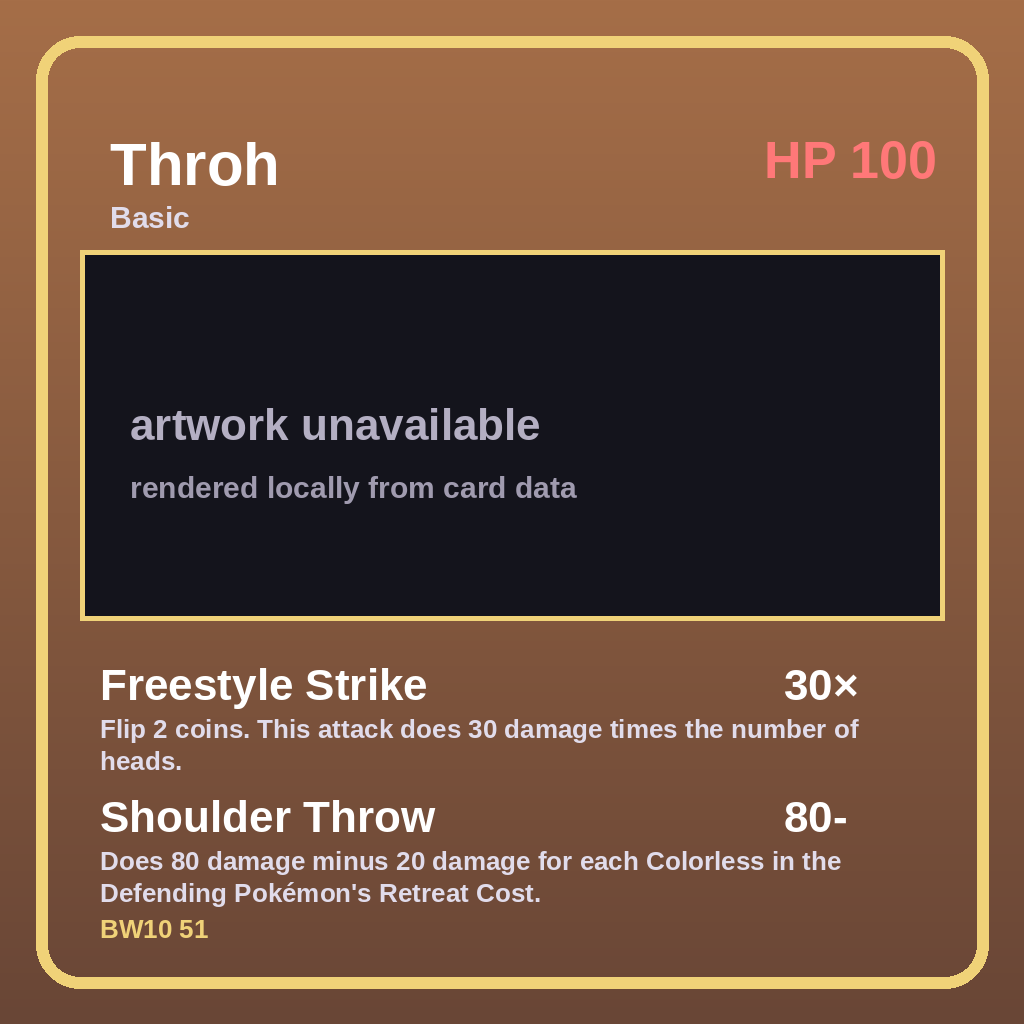 Throh
HP 100
Basic
artwork unavailable
rendered locally from card data
Freestyle Strike 30×
Flip 2 coins. This attack does 30 damage times the number of
heads.
Shoulder Throw 80-
Does 80 damage minus 20 damage for each Colorless in the
Defending Pokémon's Retreat Cost.
BW10 51